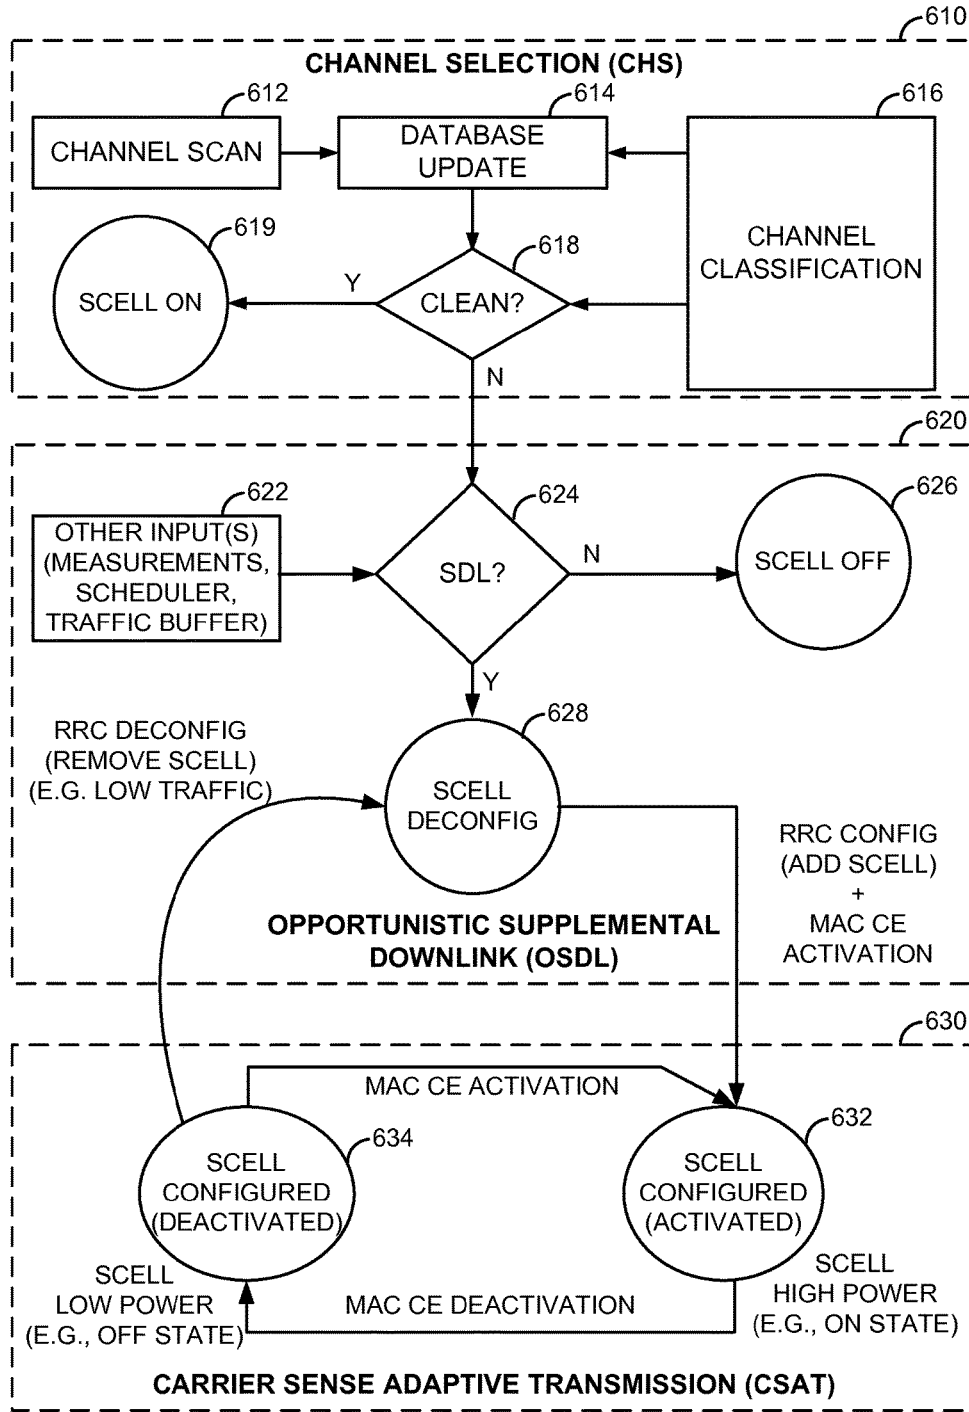 610
CHANNEL SELECTION (CHS)
612
614
616
CHANNEL SCAN
DATABASE
UPDATE
CHANNEL
CLASSIFICATION
619
618
SCELL ON
Y
CLEAN?
N
620
622
624
626
OTHER INPUT(S)
(MEASUREMENTS,
SCHEDULER,
TRAFFIC BUFFER)
SDL?
N
SCELL OFF
Y
628
RRC DECONFIG
(REMOVE SCELL)
(E.G. LOW TRAFFIC)
SCELL
DECONFIG
RRC CONFIG
(ADD SCELL)
+
MAC CE
ACTIVATION
OPPORTUNISTIC SUPPLEMENTAL
DOWNLINK (OSDL)
630
MAC CE ACTIVATION
634
632
SCELL
CONFIGURED
(DEACTIVATED)
SCELL
CONFIGURED
(ACTIVATED)
SCELL
LOW POWER
(E.G., OFF STATE)
MAC CE DEACTIVATION
SCELL
HIGH POWER
(E.G., ON STATE)
CARRIER SENSE ADAPTIVE TRANSMISSION (CSAT)